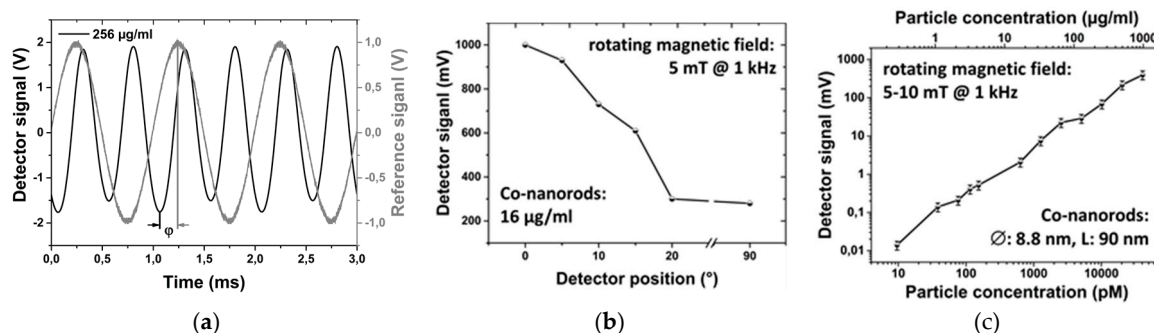 (a)
256 µg/ml
Detector signal (V)
2
1
0
-1
-2
1,0
0,5
0,0
-0,5
-1,0
Reference siganl (V)
φ
0,0 0,5 1,0 1,5 2,0 2,5 3,0
Time (ms)
(a)
(b)
rotating magnetic field:
5 mT @ 1 kHz
Detector siganl (mV)
1000
800
600
400
200
Co-nanorods:
16 µg/ml
0 5 10 15 20 90
Detector position (°)
(b)
(c)
Particle concentration (µg/ml)
1 10 100 1000
rotating magnetic field:
5-10 mT @ 1 kHz
Detector signal (mV)
1000
100
10
1
0,1
0,01
Co-nanorods:
∅: 8.8 nm, L: 90 nm
10 100 1000 10000
Particle concentration (pM)
(c)